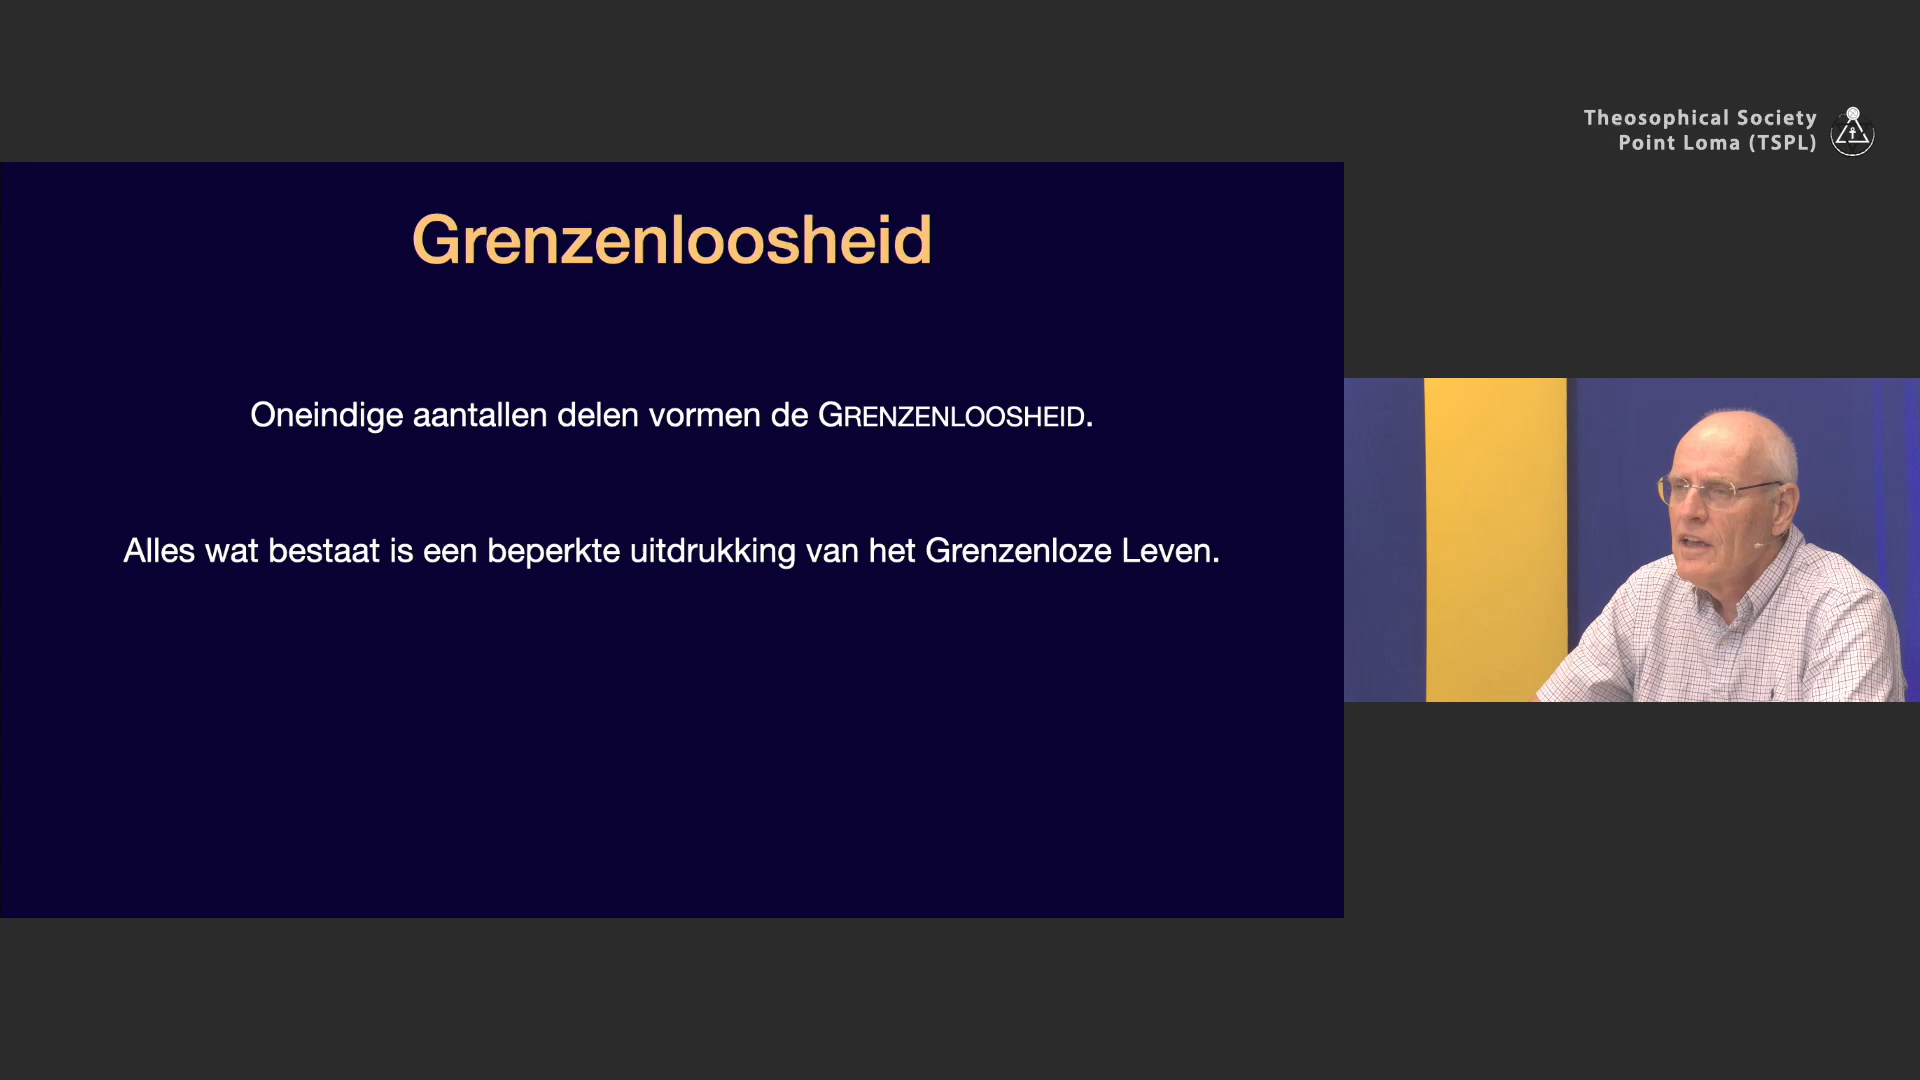 Theosophical Society
Point Loma (TSPL)
Grenzenloosheid
Oneindige aantallen delen vormen de GRENZENLOOSHEID.
Alles wat bestaat is een beperkte uitdrukking van het Grenzenloze Leven.